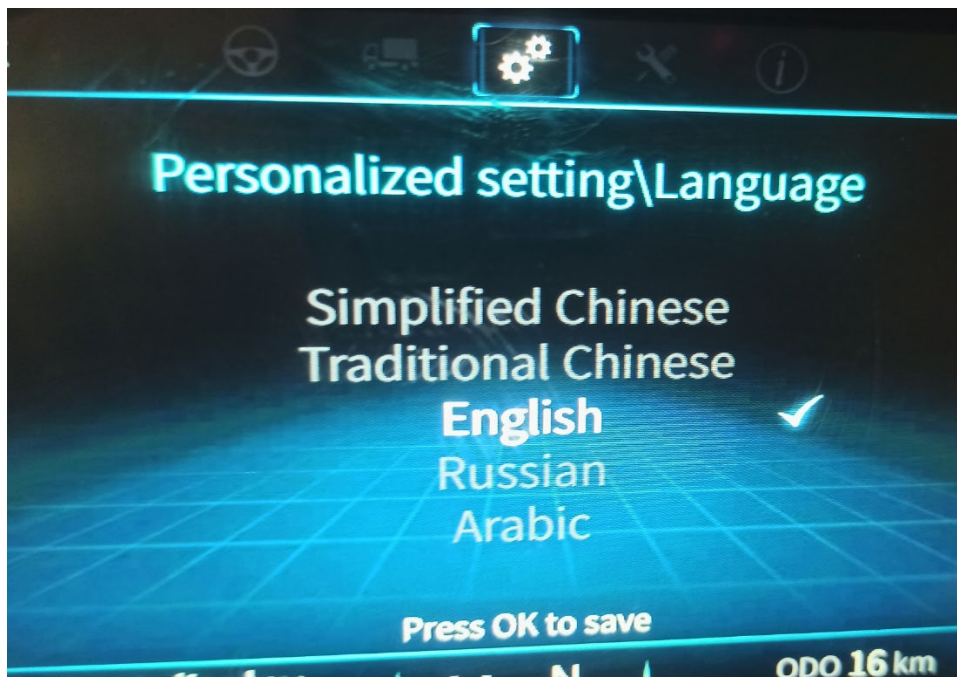 Personalized setting\Language
Simplified Chinese
Traditional Chinese
English
Russian
Arabic
Press OK to save
N
ODO 16 km